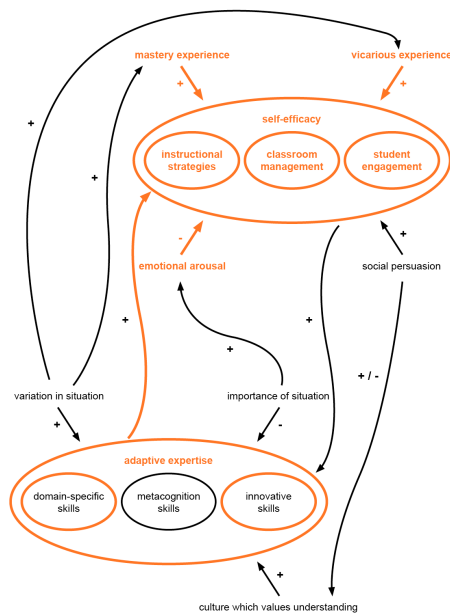 mastery experience
vicarious experience
+
+
self-efficacy
+
instructional
strategies
classroom
management
student
engagement
+
-
+
emotional arousal
social persuasion
+
+
+
+ / -
variation in situation
importance of situation
+
-
adaptive expertise
domain-specific
skills
metacognition
skills
innovative
skills
+
culture which values understanding